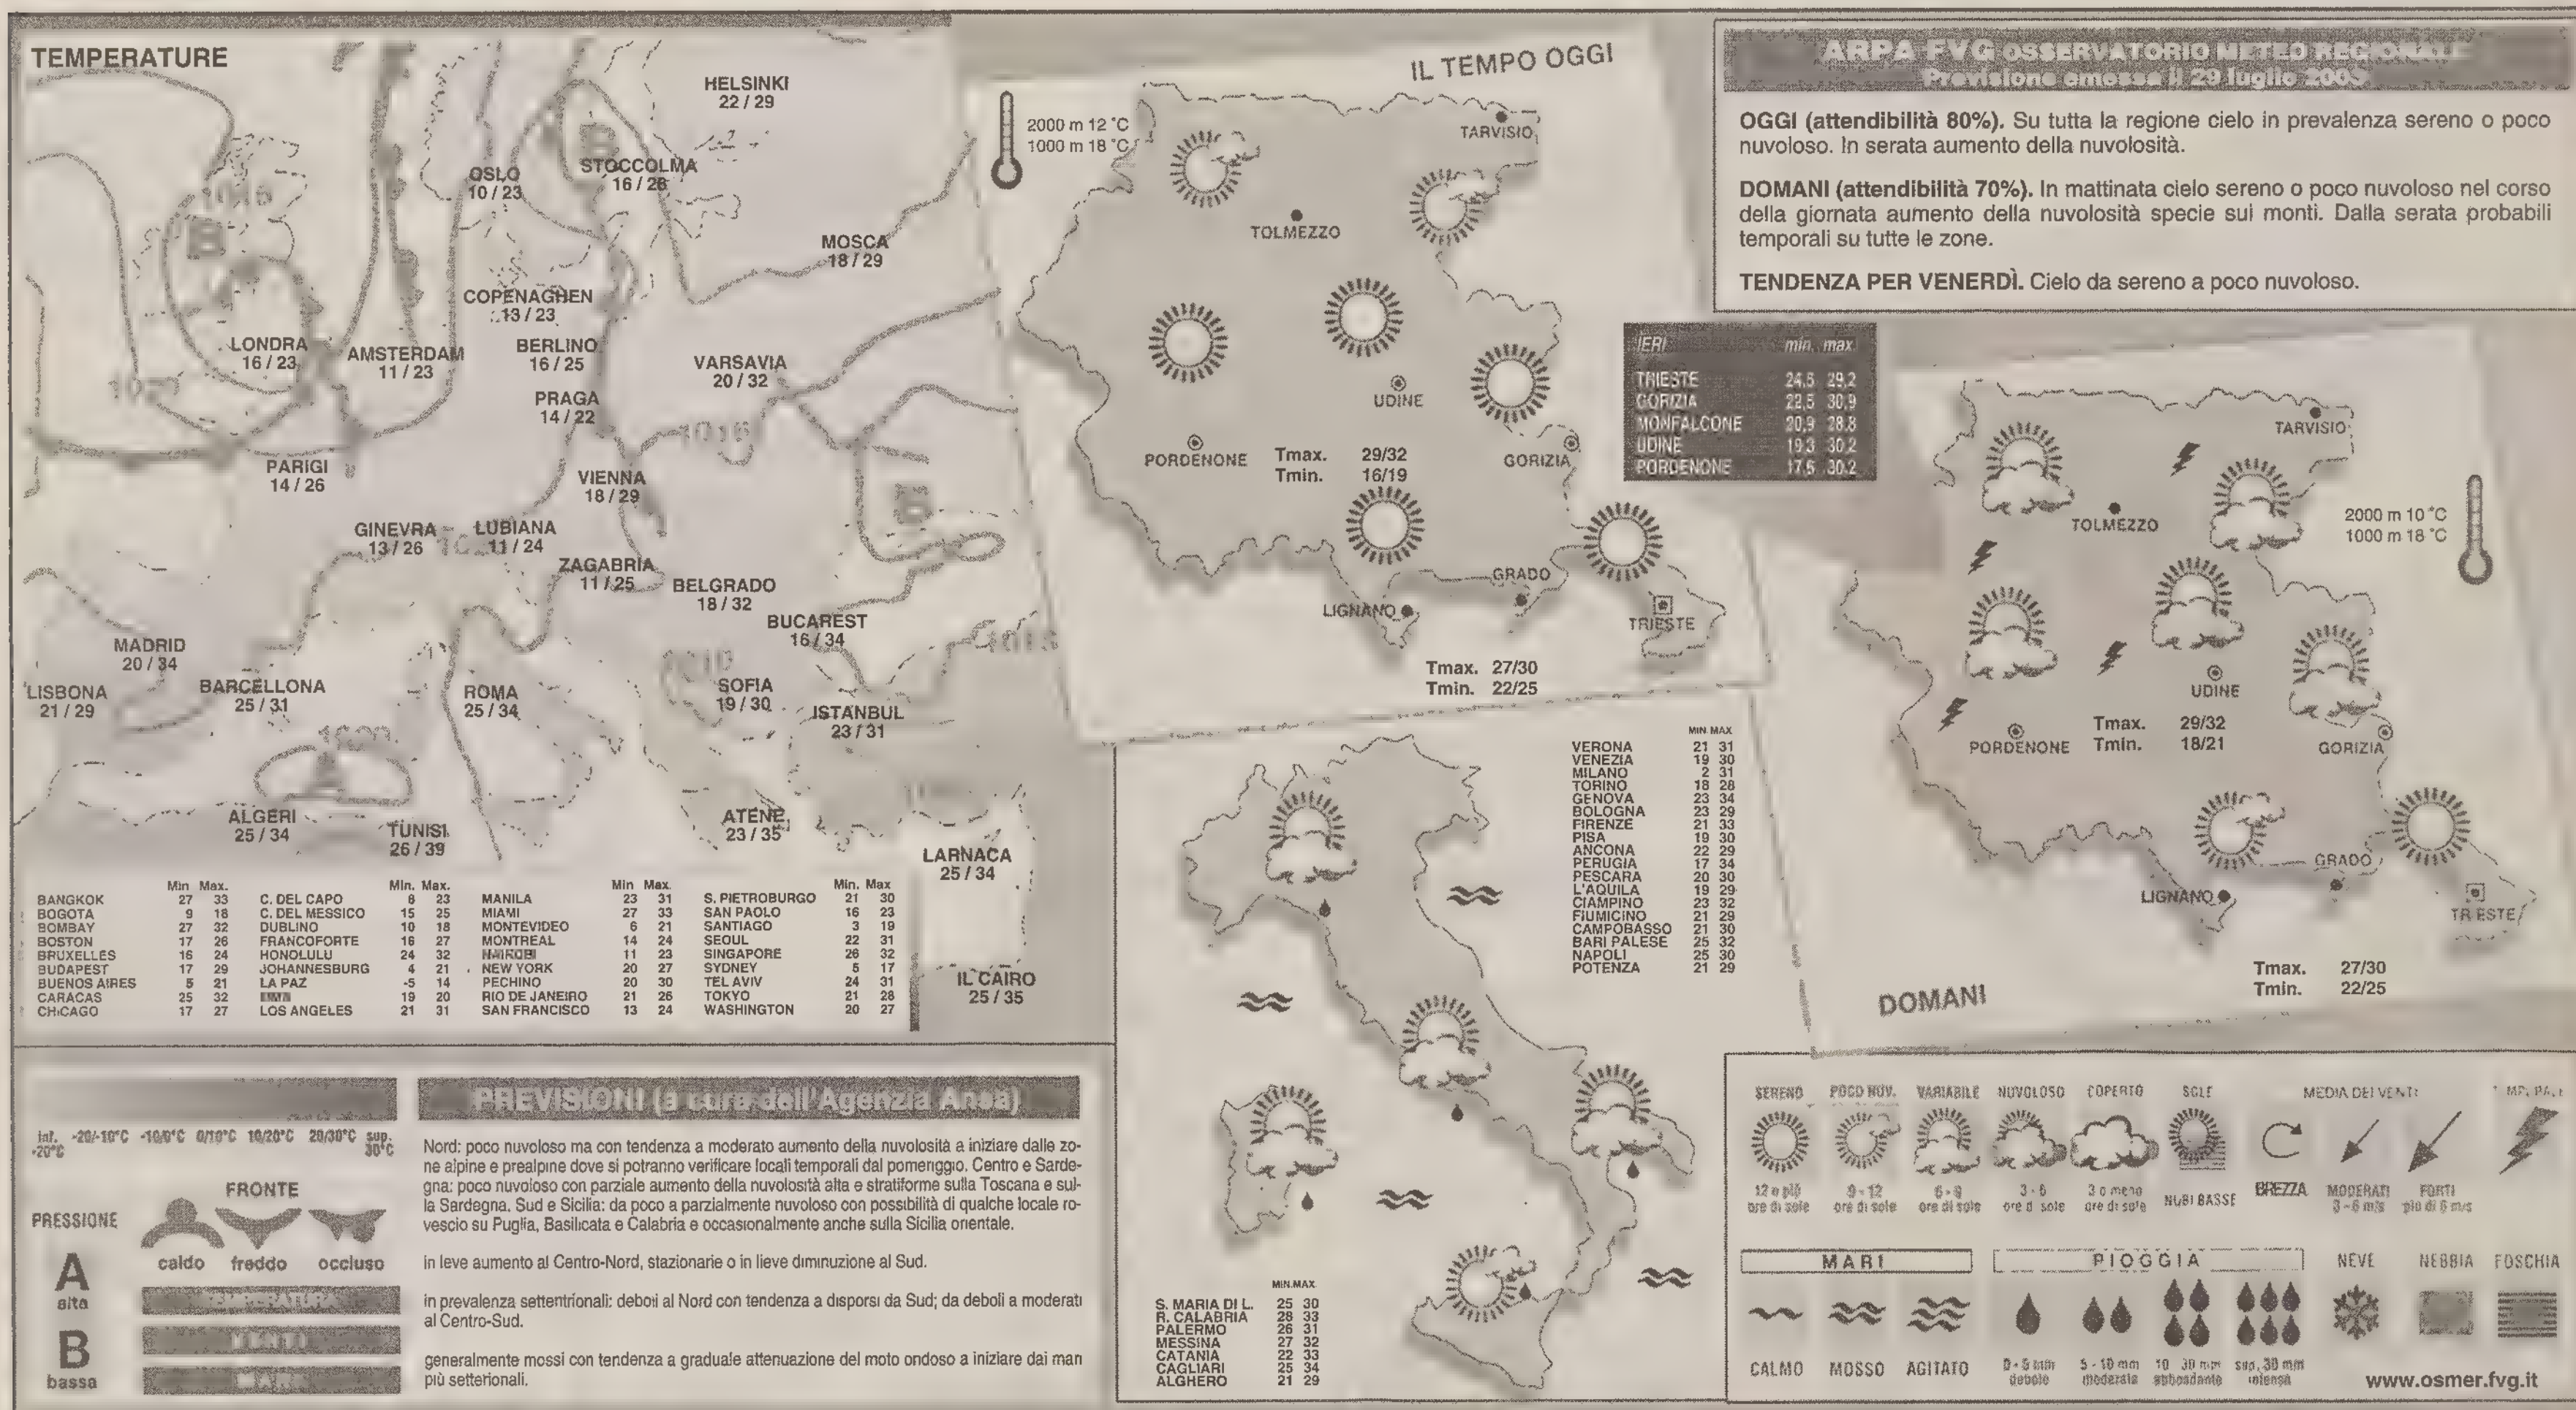 TEMPERATURE
HELSINKI
22 / 29
OSLO
10 / 23
STOCCOLMA
16 / 26
MOSCA
18 / 29
COPENAGHEN
13 / 23
LONDRA
16 / 23
AMSTERDAM
11 / 23
BERLINO
16 / 25
VARSAVIA
20 / 32
PRAGA
14 / 22
1016
PARIGI
14 / 26
VIENNA
18 / 29
GINEVRA
13 / 26
LUBIANA
11 / 24
ZAGABRIA
11 / 25
BELGRADO
18 / 32
BUCAREST
16 / 34
MADRID
20 / 34
LISBONA
21 / 29
BARCELLONA
25 / 31
ROMA
25 / 34
SOFIA
19 / 30
ISTANBUL
23 / 31
ALGERI
25 / 34
TUNISI
26 / 39
ATENE
23 / 35
LARNACA
25 / 34
IL CAIRO
25 / 35
Min Max.
BANGKOK 27 33
BOGOTA 9 18
BOMBAY 27 32
BOSTON 17 26
BRUXELLES 16 24
BUDAPEST 17 29
BUENOS AIRES 5 21
CARACAS 25 32
CHICAGO 17 27
Min. Max.
C. DEL CAPO 8 23
C. DEL MESSICO 15 25
DUBLINO 10 18
FRANCOFORTE 16 27
HONOLULU 24 32
JOHANNESBURG 4 21
LA PAZ -5 14
19 20
LOS ANGELES 21 31
Min Max.
MANILA 23 31
MIAMI 27 33
MONTEVIDEO 6 21
MONTREAL 14 24
NAIROBI 11 23
NEW YORK 20 27
PECHINO 20 30
RIO DE JANEIRO 21 26
SAN FRANCISCO 13 24
Min. Max
S. PIETROBURGO 21 30
SAN PAOLO 16 23
SANTIAGO 3 19
SEOUL 22 31
SINGAPORE 26 32
SYDNEY 5 17
TEL AVIV 24 31
TOKYO 21 28
WASHINGTON 20 27
IL TEMPO OGGI
2000 m 12 °C
1000 m 18 °C
TARVISIO
TOLMEZZO
UDINE
PORDENONE
Tmax. 29/32
Tmin. 16/19
GORIZIA
GRADO
LIGNANO
TRIESTE
Tmax. 27/30
Tmin. 22/25
ARPA FVG OSSERVATORIO METEO REGIONALE
Previsione emessa il 29 luglio 2009
OGGI (attendibilità 80%). Su tutta la regione cielo in prevalenza sereno o poco
nuvoloso. In serata aumento della nuvolosità.
DOMANI (attendibilità 70%). In mattinata cielo sereno o poco nuvoloso nel corso
della giornata aumento della nuvolosità specie sui monti. Dalla serata probabili
temporali su tutte le zone.
TENDENZA PER VENERDÌ. Cielo da sereno a poco nuvoloso.
IERI min. max.
TRIESTE 24,5 29,2
GORIZIA 22,5 30,9
MONFALCONE 20,9 28,8
UDINE 19,3 30,2
PORDENONE 17,5 30,2
TARVISIO
TOLMEZZO
2000 m 10 °C
1000 m 18 °C
UDINE
PORDENONE
Tmax. 29/32
Tmin. 18/21
GORIZIA
GRADO
LIGNANO
TRIESTE
Tmax. 27/30
Tmin. 22/25
DOMANI
MIN MAX
VERONA 21 31
VENEZIA 19 30
MILANO 2 31
TORINO 18 28
GENOVA 23 34
BOLOGNA 23 29
FIRENZE 21 33
PISA 19 30
ANCONA 22 29
PERUGIA 17 34
PESCARA 20 30
L'AQUILA 19 29
CIAMPINO 23 32
FIUMICINO 21 29
CAMPOBASSO 21 30
BARI PALESE 25 32
NAPOLI 25 30
POTENZA 21 29
MIN.MAX.
S. MARIA DI L. 25 30
R. CALABRIA 28 33
PALERMO 26 31
MESSINA 27 32
CATANIA 22 33
CAGLIARI 25 34
ALGHERO 21 29
inf. -20°C -20/-10°C -10/0°C 0/10°C 10/20°C 20/30°C sup. 30°C
PRESSIONE
FRONTE
caldo freddo occluso
A
alta
B
bassa
TEMPERATURA
VENTI
MARI
PREVISIONI (a cura dell'Agenzia Ansa)
Nord: poco nuvoloso ma con tendenza a moderato aumento della nuvolosità a iniziare dalle zo-
ne alpine e prealpine dove si potranno verificare locali temporali dal pomeriggio. Centro e Sarde-
gna: poco nuvoloso con parziale aumento della nuvolosità alta e stratiforme sulla Toscana e sul-
la Sardegna. Sud e Sicilia: da poco a parzialmente nuvoloso con possibilità di qualche locale ro-
vescio su Puglia, Basilicata e Calabria e occasionalmente anche sulla Sicilia orientale.
in leve aumento al Centro-Nord, stazionarie o in lieve diminuzione al Sud.
in prevalenza settentrionali: deboli al Nord con tendenza a disporsi da Sud; da deboli a moderati
al Centro-Sud.
generalmente mossi con tendenza a graduale attenuazione del moto ondoso a iniziare dai mari
più setterionali.
SERENO POCO NUV. VARIABILE NUVOLOSO COPERTO SOLE MEDIA DEI VENTI
12 o più ore di sole
9 - 12 ore di sole
6 - 9 ore di sole
3 - 6 ore di sole
3 o meno ore di sole
NUBI BASSE
BREZZA
MODERATI 3 - 6 m/s
FORTI più di 6 m/s
MARI PIOGGIA NEVE NEBBIA FOSCHIA
CALMO MOSSO AGITATO
0 - 5 mm debole
5 - 10 mm moderata
10 - 30 mm abbondante
sup. 30 mm intensa
www.osmer.fvg.it